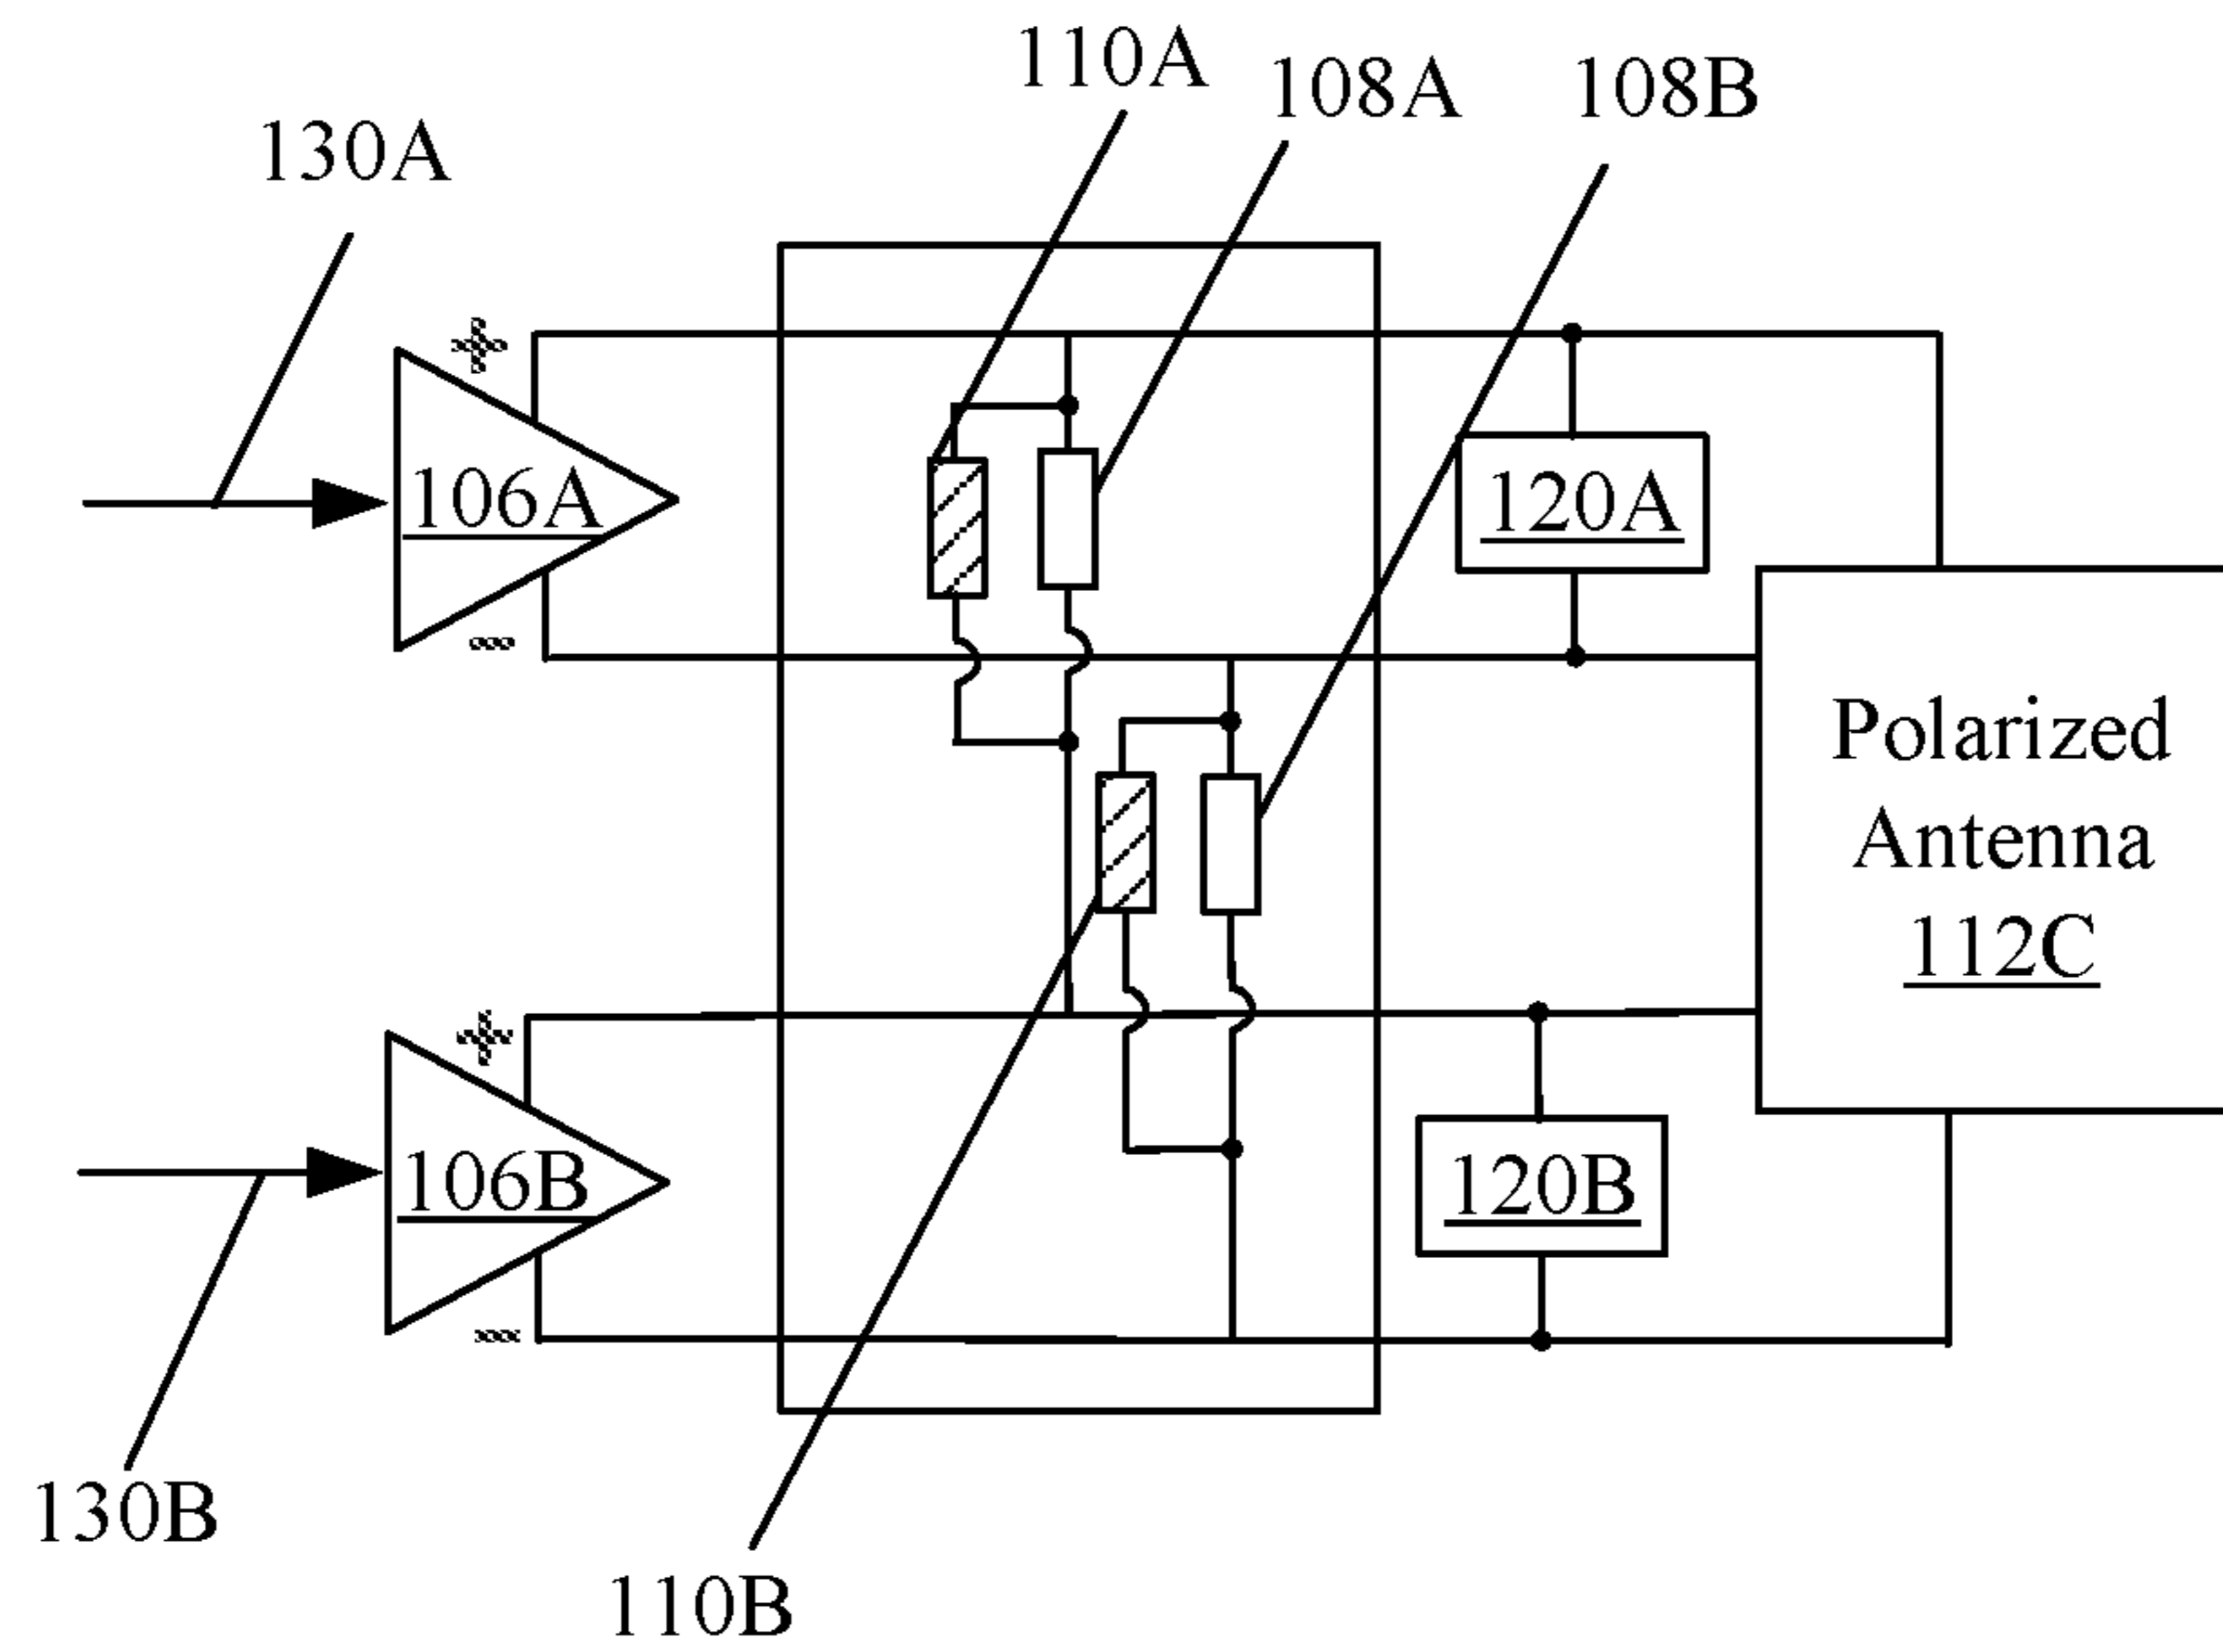 110A
108A
108B
130A
+
106A
-
120A
Polarized
Antenna
112C
+
106B
-
120B
130B
110B